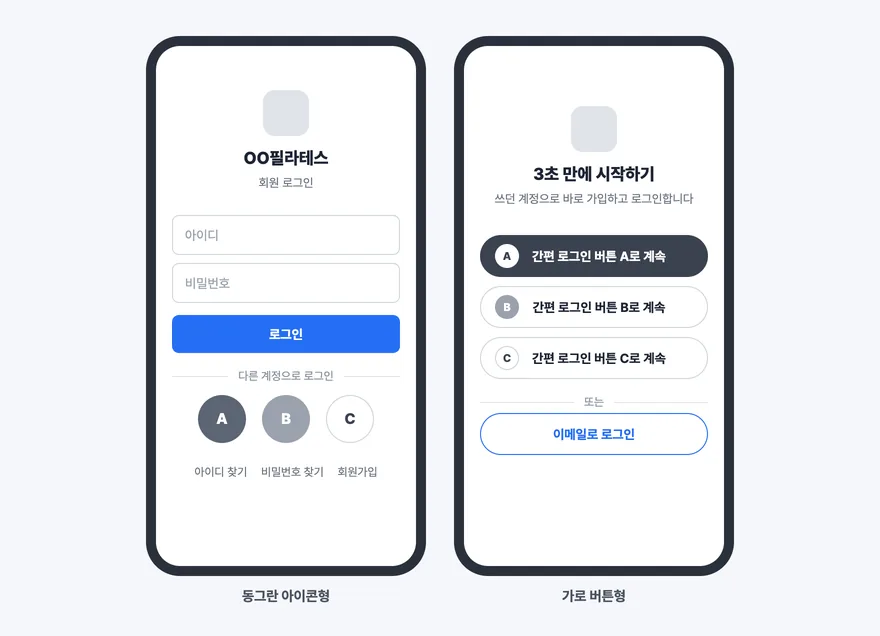 OO필라테스
회원 로그인
아이디
비밀번호
로그인
다른 계정으로 로그인
A B C
아이디 찾기 비밀번호 찾기 회원가입
동그란 아이콘형
3초 만에 시작하기
쓰던 계정으로 바로 가입하고 로그인합니다
A 간편 로그인 버튼 A로 계속
B 간편 로그인 버튼 B로 계속
C 간편 로그인 버튼 C로 계속
또는
이메일로 로그인
가로 버튼형